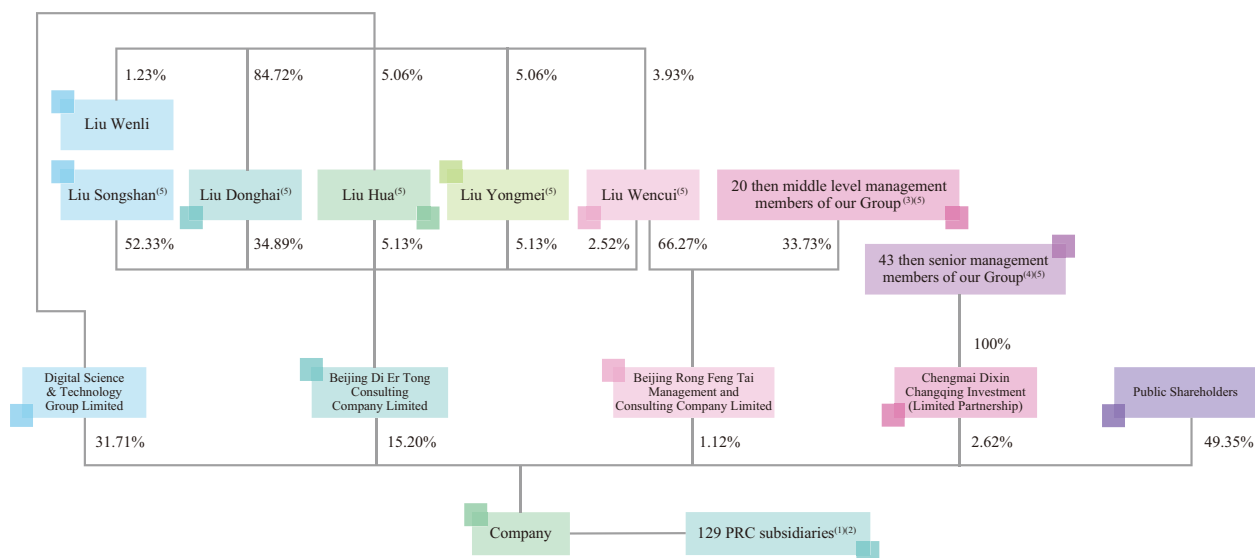 1.23% 84.72% 5.06% 5.06% 3.93%
Liu Wenli
Liu Songshan(5) Liu Donghai(5) Liu Hua(5) Liu Yongmei(5) Liu Wencui(5)
20 then middle level management
members of our Group(3)(5)
52.33% 34.89% 5.13% 5.13% 2.52% 66.27% 33.73%
43 then senior management
members of our Group(4)(5)
100%
Digital Science
& Technology
Group Limited
Beijing Di Er Tong
Consulting
Company Limited
Beijing Rong Feng Tai
Management and
Consulting Company Limited
Chengmai Dixin
Changqing Investment
(Limited Partnership)
Public Shareholders
31.71% 15.20% 1.12% 2.62% 49.35%
Company
129 PRC subsidiaries(1)(2)